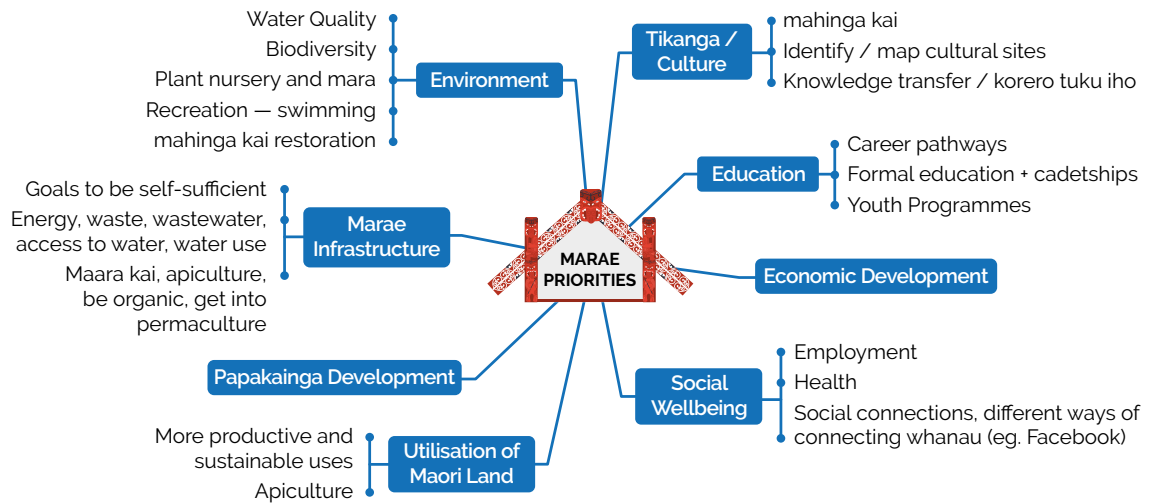 MARAE
PRIORITIES
Environment
Water Quality
Biodiversity
Plant nursery and mara
Recreation — swimming
mahinga kai restoration
Tikanga /
Culture
mahinga kai
Identify / map cultural sites
Knowledge transfer / korero tuku iho
Education
Career pathways
Formal education + cadetships
Youth Programmes
Marae
Infrastructure
Goals to be self-sufficient
Energy, waste, wastewater,
access to water, water use
Maara kai, apiculture,
be organic, get into
permaculture
Economic Development
Papakainga Development
Social
Wellbeing
Employment
Health
Social connections, different ways of
connecting whanau (eg. Facebook)
Utilisation of
Maori Land
More productive and
sustainable uses
Apiculture